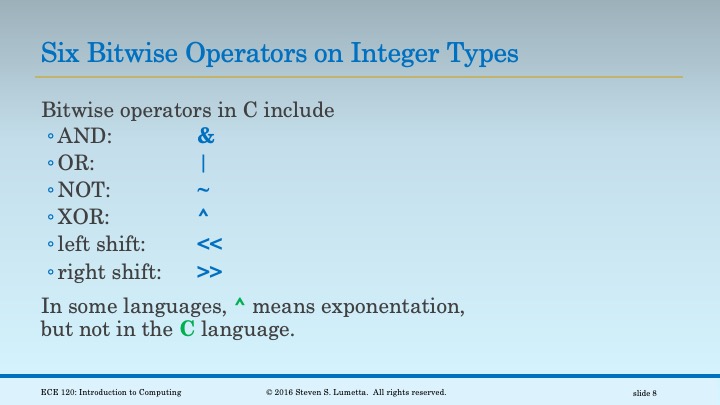 Six Bitwise Operators on Integer Types
Bitwise operators in C include
◦AND: &
◦OR: |
◦NOT: ~
◦XOR: ^
◦left shift: <<
◦right shift: >>
In some languages, ^ means exponentation,
but not in the C language.
ECE 120: Introduction to Computing © 2016 Steven S. Lumetta. All rights reserved. slide 8